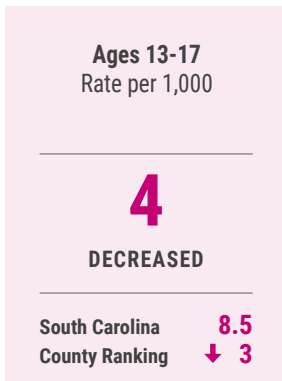 Ages 13-17
Rate per 1,000
4
DECREASED
South Carolina 8.5
County Ranking ↓ 3